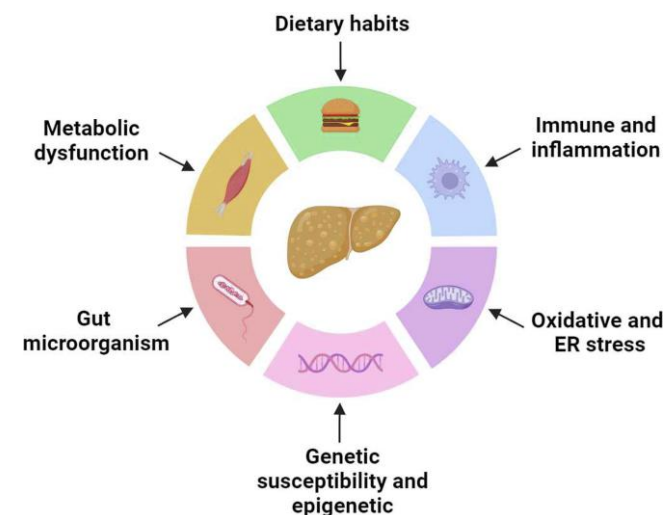 Dietary habits
Immune and
inflammation
Oxidative and
ER stress
Genetic
susceptibility and
epigenetic
Gut
microorganism
Metabolic
dysfunction